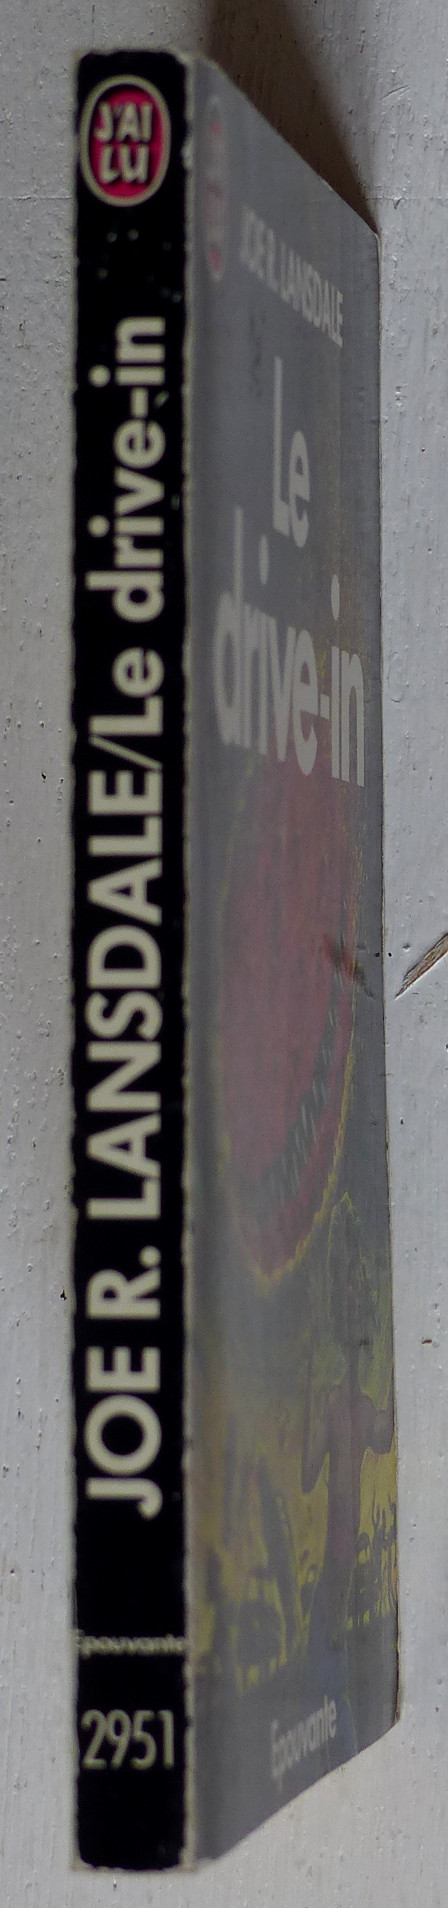 J'AI
LU
JOE R. LANSDALE/Le drive-in
Epouvante
2951
JOE R. LANSDALE
Le
drive-in
Epouvante